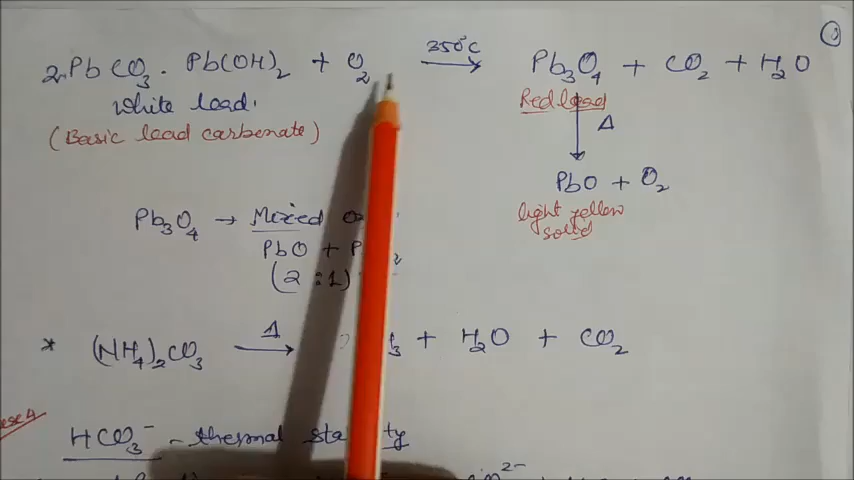 ①
2PbCO₃. Pb(OH)₂ + O₂ 350°C → Pb₃O₄ + CO₂ + H₂O
White lead. Red lead
(Basic lead carbonate) Δ
PbO + O₂
light yellow
solid
Pb₃O₄ → Mixed
PbO +
(2:1)
* (NH₄)₂CO₃ Δ → + H₂O + CO₂
HCO₃⁻ - thermal stability